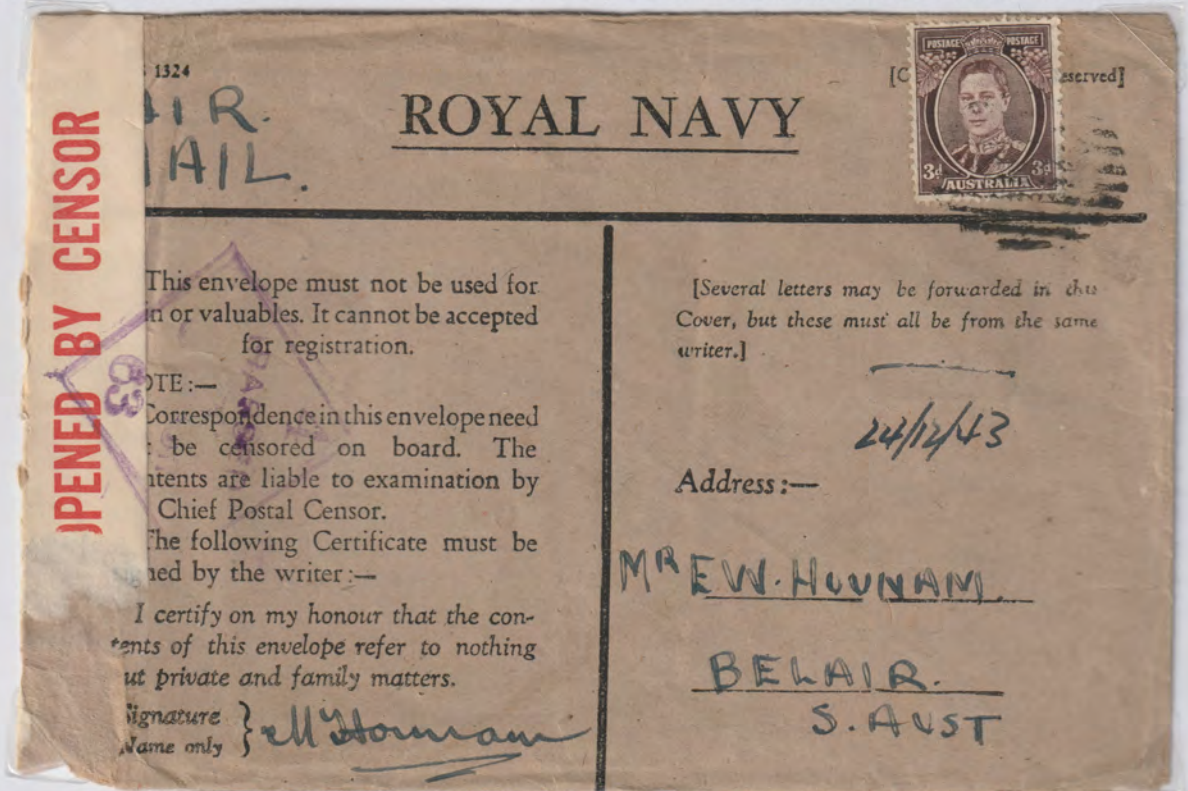 1324
[C
eserved]
AIR.
MAIL.
ROYAL NAVY
POSTAGE POSTAGE
3d 3d
AUSTRALIA
OPENED BY CENSOR
63
This envelope must not be used for
in or valuables. It cannot be accepted
for registration.
OTE :—
Correspondence in this envelope need
be censored on board. The
ntents are liable to examination by
Chief Postal Censor.
The following Certificate must be
ned by the writer :—
I certify on my honour that the con-
tents of this envelope refer to nothing
ut private and family matters.
Signature
Name only
[Several letters may be forwarded in this
Cover, but these must all be from the same
writer.]
24/12/43
Address :—
MR E W. HOUNAM.
BELAIR.
S. AUST